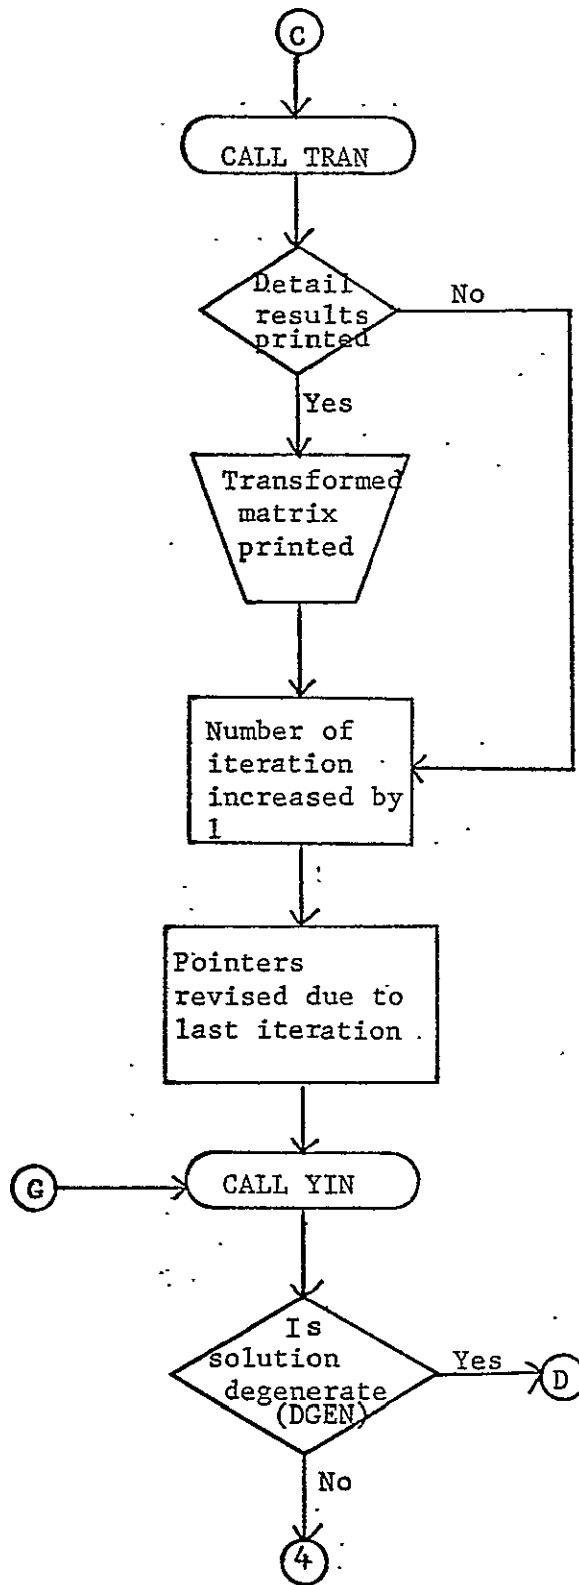 C
CALL TRAN
Detail
results
printed
No
Yes
Transformed
matrix
printed
Number of
iteration
increased by
1
Pointers
revised due to
last iteration
G
CALL YIN
Is
solution
degenerate
(DGEN)
Yes
D
No
4